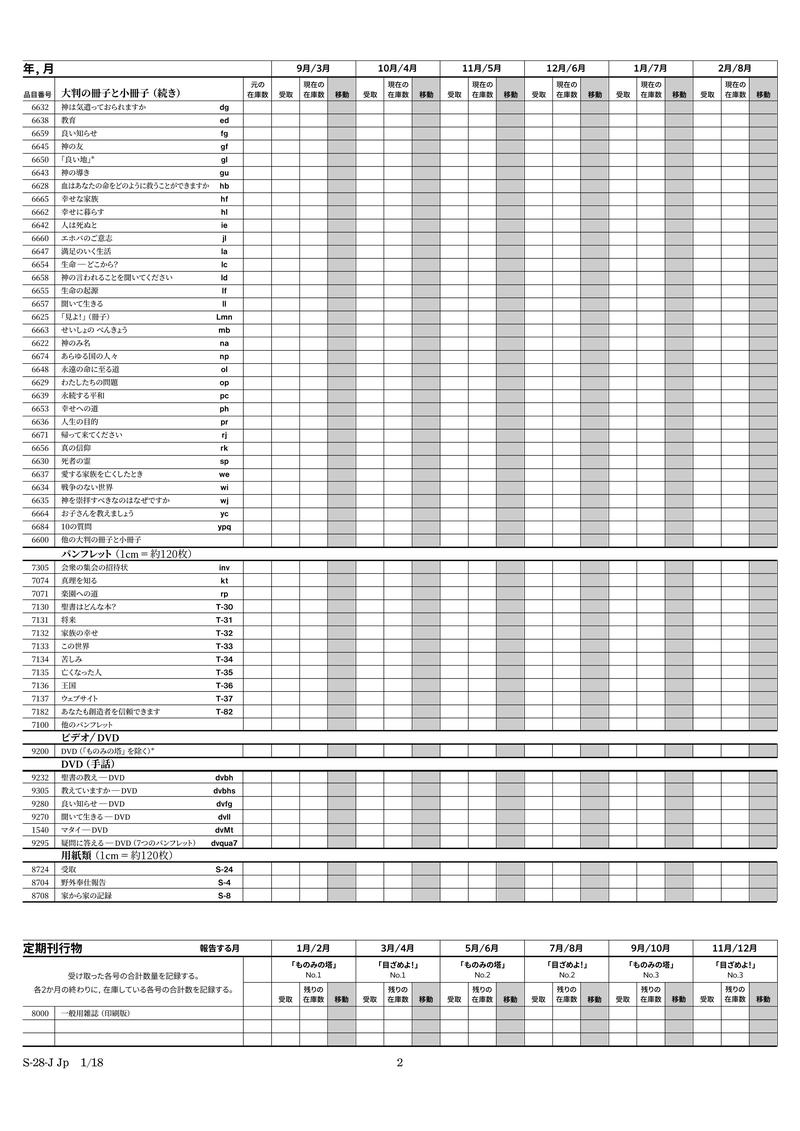 年, 月 9月/3月 10月/4月 11月/5月 12月/6月 1月/7月 2月/8月
品目番号 大判の冊子と小冊子（続き） 元の在庫数 受取 現在の在庫数 移動 受取 現在の在庫数 移動 受取 現在の在庫数 移動 受取 現在の在庫数 移動 受取 現在の在庫数 移動 受取 現在の在庫数 移動
6632 神は気遣っておられますか dg
6638 教育 ed
6659 良い知らせ fg
6645 神の友 gf
6650 「良い地」* gl
6643 神の導き gu
6628 血はあなたの命をどのように救うことができますか hb
6665 幸せな家族 hf
6662 幸せに暮らす hl
6642 人は死ぬと ie
6660 エホバのご意志 jl
6647 満足のいく生活 la
6654 生命 — どこから? lc
6658 神の言われることを聞いてください ld
6655 生命の起源 lf
6657 聞いて生きる ll
6625 「見よ!」（冊子） Lmn
6663 せいしょの べんきょう mb
6622 神のみ名 na
6674 あらゆる国の人々 np
6648 永遠の命に至る道 ol
6629 わたしたちの問題 op
6639 永続する平和 pc
6653 幸せへの道 ph
6636 人生の目的 pr
6671 帰って来てください rj
6656 真の信仰 rk
6630 死者の霊 sp
6637 愛する家族を亡くしたとき we
6634 戦争のない世界 wi
6635 神を崇拝すべきなのはなぜですか wj
6664 お子さんを教えましょう yc
6684 10の質問 ypq
6600 他の大判の冊子と小冊子
パンフレット（1cm = 約120枚）
7305 会衆の集会の招待状 inv
7074 真理を知る kt
7071 楽園への道 rp
7130 聖書はどんな本? T-30
7131 将来 T-31
7132 家族の幸せ T-32
7133 この世界 T-33
7134 苦しみ T-34
7135 亡くなった人 T-35
7136 王国 T-36
7137 ウェブサイト T-37
7182 あなたも創造者を信頼できます T-82
7100 他のパンフレット
ビデオ/DVD
9200 DVD（「ものみの塔」を除く）*
DVD（手話）
9232 聖書の教え — DVD dvbh
9305 教えていますか — DVD dvbhs
9280 良い知らせ — DVD dvfg
9270 聞いて生きる — DVD dvll
1540 マタイ — DVD dvMt
9295 疑問に答える — DVD（7つのパンフレット） dvqua7
用紙類（1cm = 約120枚）
8724 受取 S-24
8704 野外奉仕報告 S-4
8708 家から家の記録 S-8
定期刊行物 報告する月 1月/2月 3月/4月 5月/6月 7月/8月 9月/10月 11月/12月
受け取った各号の合計数量を記録する。
各2か月の終わりに, 在庫している各号の合計数を記録する。
「ものみの塔」 「目ざめよ!」 「ものみの塔」 「目ざめよ!」 「ものみの塔」 「目ざめよ!」
No.1 No.1 No.2 No.2 No.3 No.3
受取 残りの在庫数 移動 受取 残りの在庫数 移動 受取 残りの在庫数 移動 受取 残りの在庫数 移動 受取 残りの在庫数 移動 受取 残りの在庫数 移動
8000 一般用雑誌（印刷版）
S-28-J Jp 1/18 2